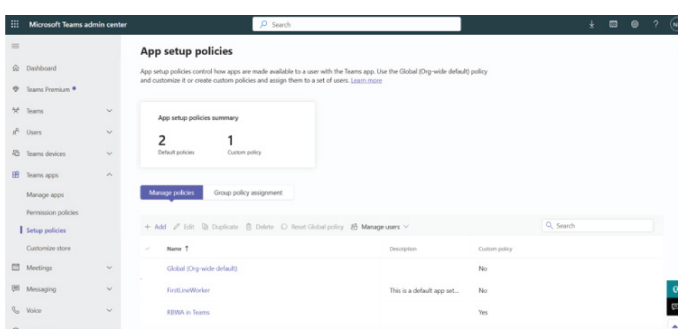 Microsoft Teams admin center
Search
?
Dashboard
Teams Premium
Teams
Users
Teams devices
Teams apps
Manage apps
Permission policies
Setup policies
Customize store
Meetings
Messaging
Voice
App setup policies
App setup policies control how apps are made available to a user with the Teams app. Use the Global (Org-wide default) policy
and customize it or create custom policies and assign them to a set of users. Learn more
App setup policies summary
2 1
Default policies Custom policy
Manage policies Group policy assignment
+ Add Edit Duplicate Delete Reset Global policy Manage users Search
Name ↑ Description Custom policy
Global (Org-wide default) No
FirstLineWorker This is a default app set... No
RBWA in Teams Yes